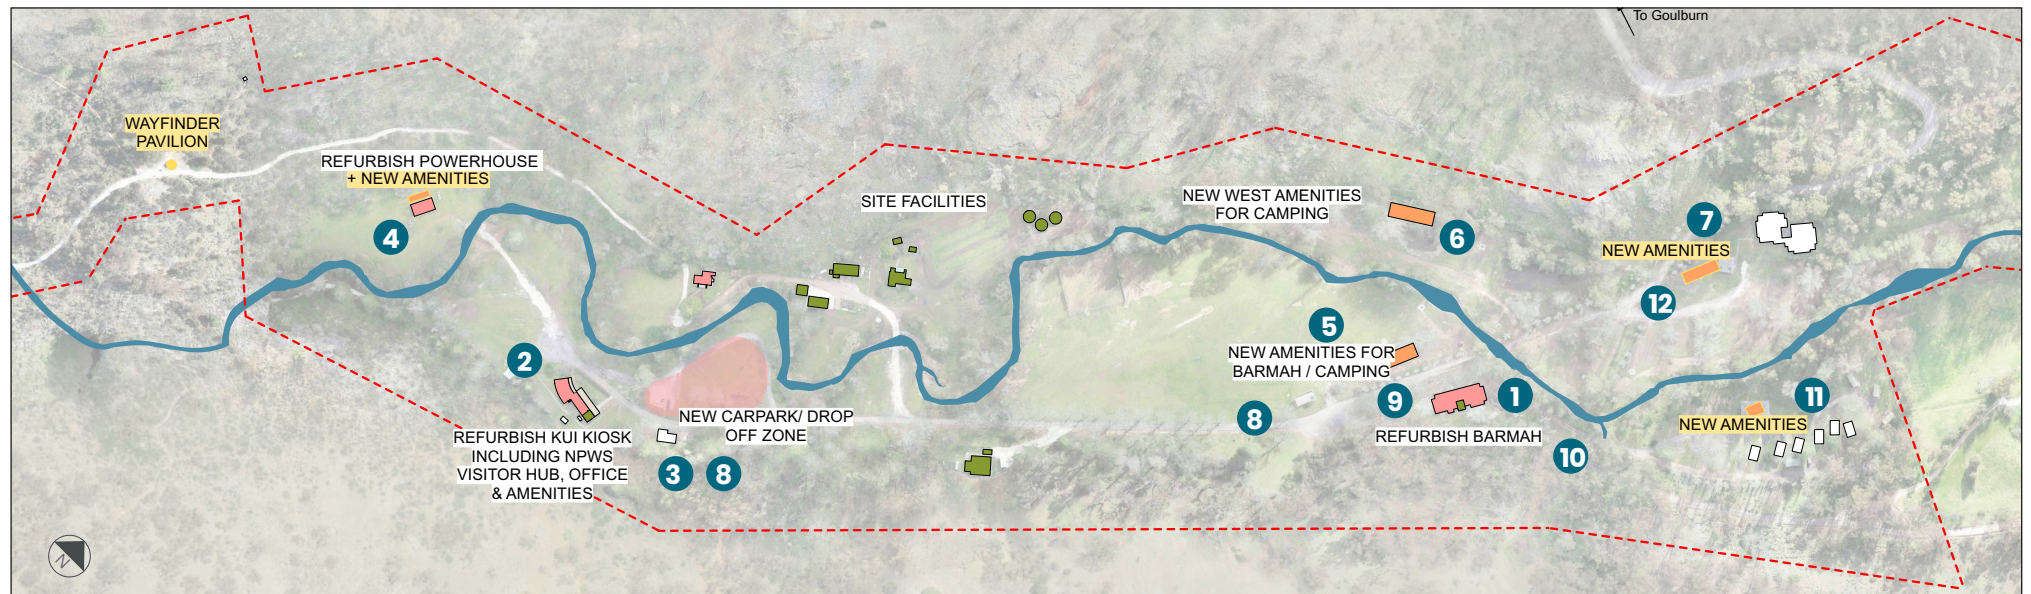 To Goulburn
WAYFINDER
PAVILION
REFURBISH POWERHOUSE
+ NEW AMENITIES
4
SITE FACILITIES
NEW WEST AMENITIES
FOR CAMPING
6
7
NEW AMENITIES
12
2
REFURBISH KUI KIOSK
INCLUDING NPWS
VISITOR HUB, OFFICE
& AMENITIES
NEW CARPARK/ DROP
OFF ZONE
3
8
5
NEW AMENITIES FOR
BARMAH / CAMPING
8
9
1
REFURBISH BARMAH
10
11
NEW AMENITIES
N